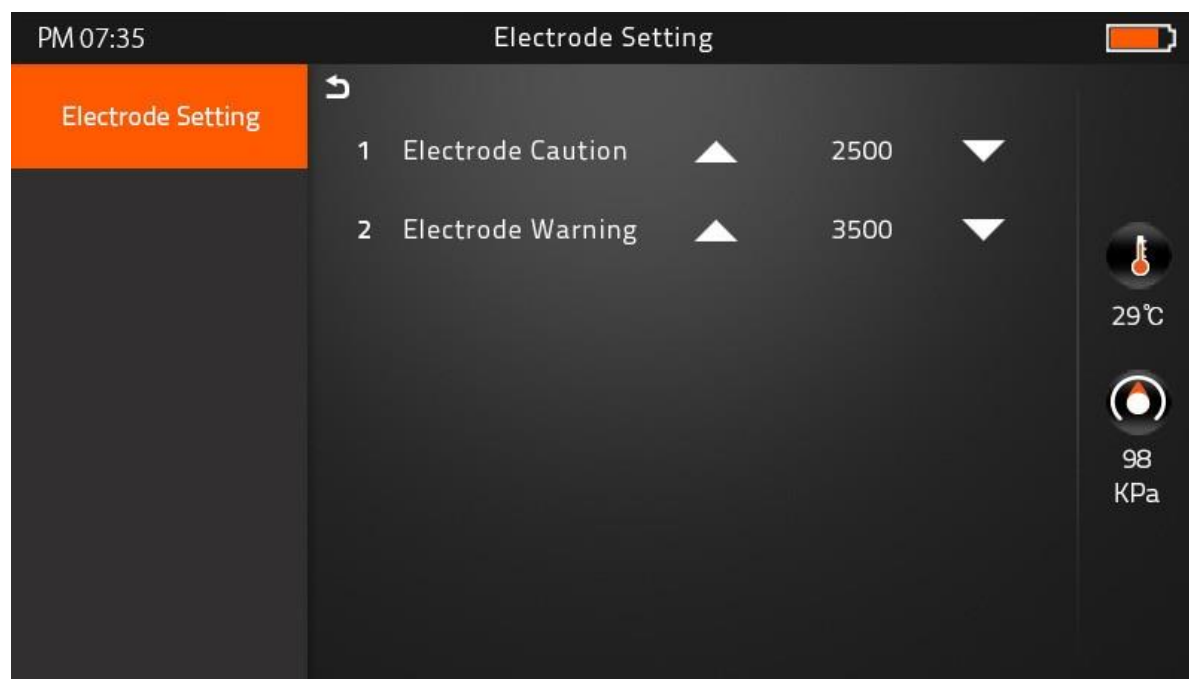 PM 07:35 Electrode Setting
Electrode Setting
1 Electrode Caution 2500
2 Electrode Warning 3500
29℃
98
KPa